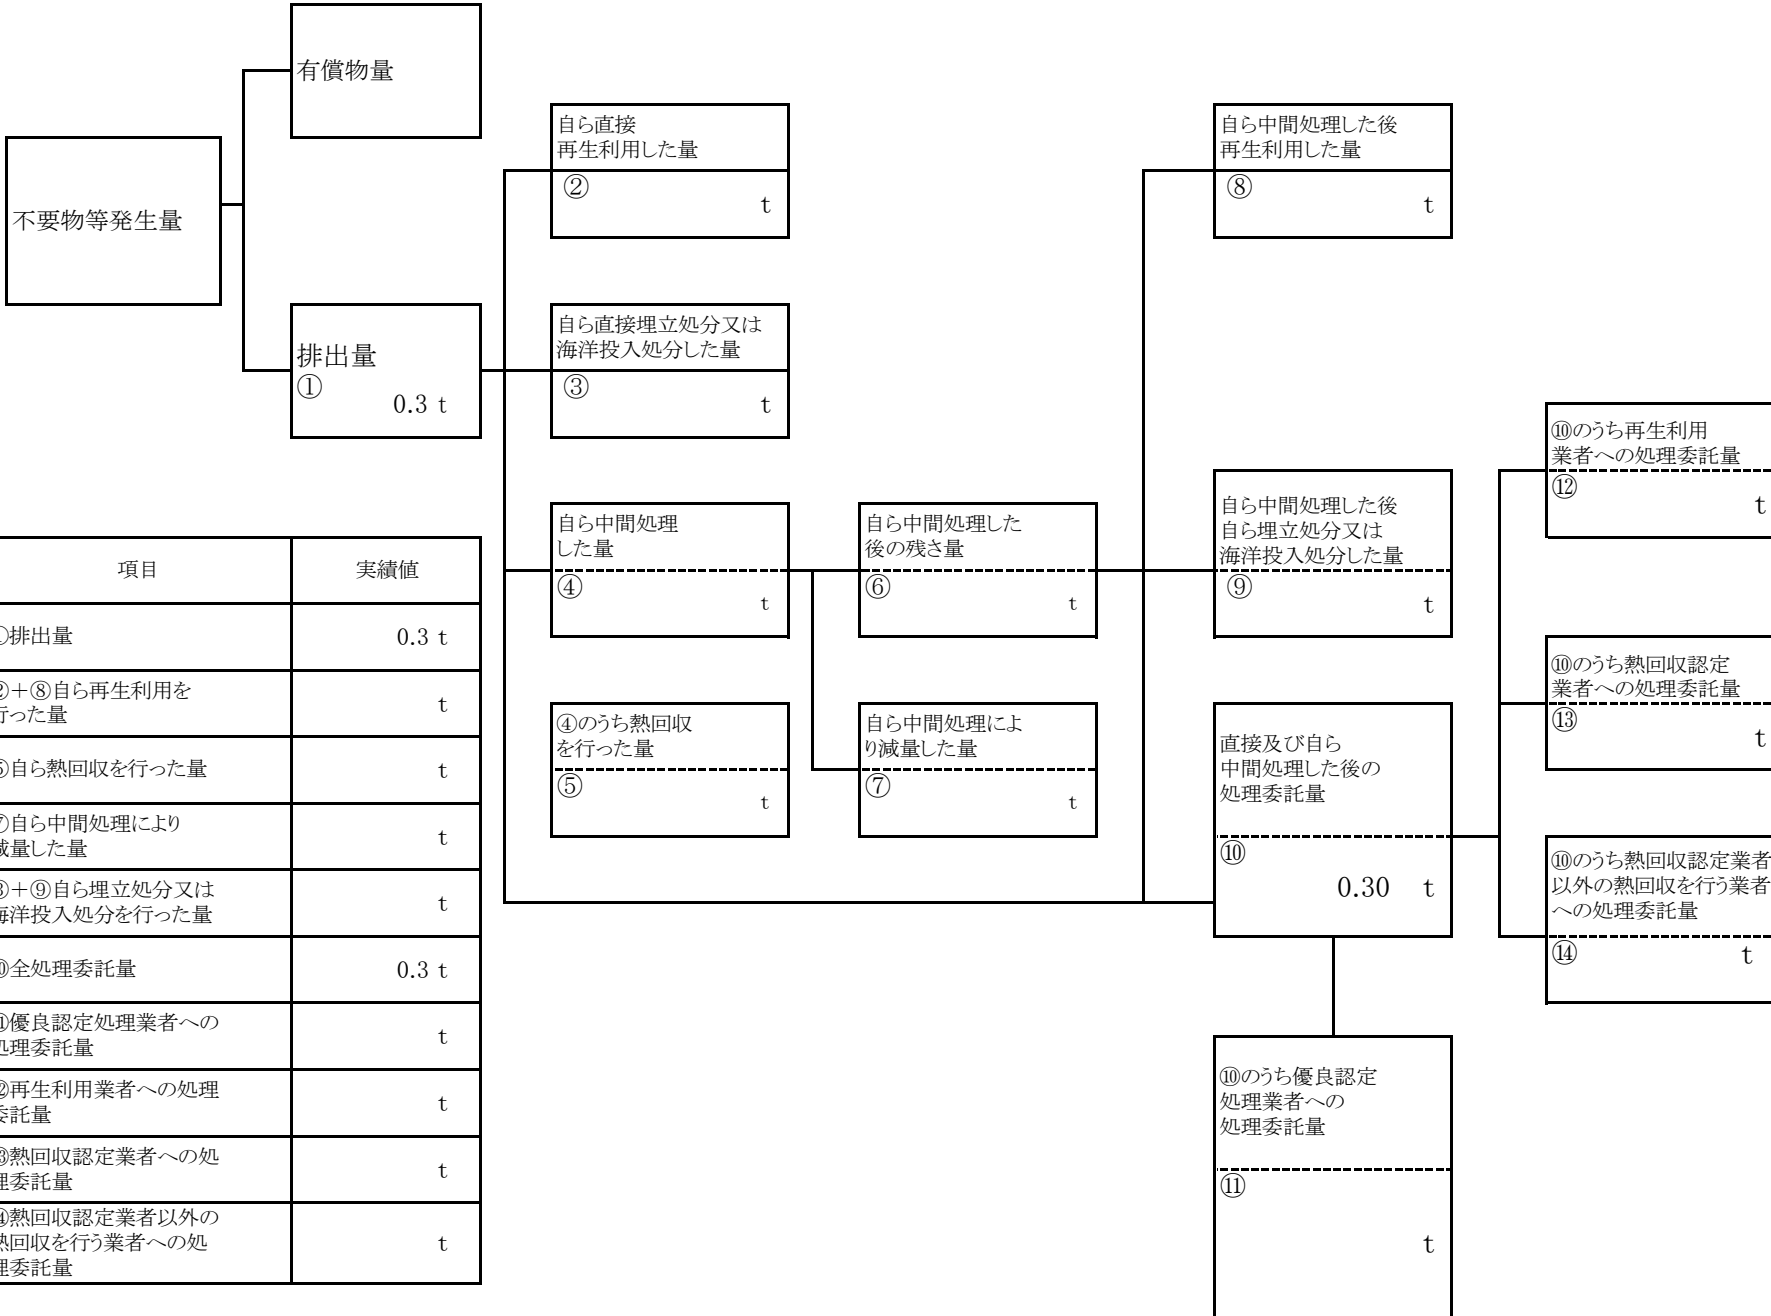 有償物量
不要物等発生量
排出量
①
0.3 t
自ら直接
再生利用した量
②
t
自ら直接埋立処分又は
海洋投入処分した量
③
t
自ら中間処理
した量
④
t
④のうち熱回収
を行った量
⑤
t
自ら中間処理した
後の残さ量
⑥
t
自ら中間処理によ
り減量した量
⑦
t
自ら中間処理した後
再生利用した量
⑧
t
自ら中間処理した後
自ら埋立処分又は
海洋投入処分した量
⑨
t
直接及び自ら
中間処理した後の
処理委託量
⑩
0.30 t
⑩のうち優良認定
処理業者への
処理委託量
⑪
t
⑩のうち再生利用
業者への処理委託量
⑫
t
⑩のうち熱回収認定
業者への処理委託量
⑬
t
⑩のうち熱回収認定業者
以外の熱回収を行う業者
への処理委託量
⑭
t
項目 実績値
①排出量 0.3 t
②+⑧自ら再生利用を
行った量
t
⑤自ら熱回収を行った量 t
⑦自ら中間処理により
減量した量
t
③+⑨自ら埋立処分又は
海洋投入処分を行った量
t
⑩全処理委託量 0.3 t
⑪優良認定処理業者への
処理委託量
t
⑫再生利用業者への処理
委託量
t
⑬熱回収認定業者への処
理委託量
t
⑭熱回収認定業者以外の
熱回収を行う業者への処
理委託量
t